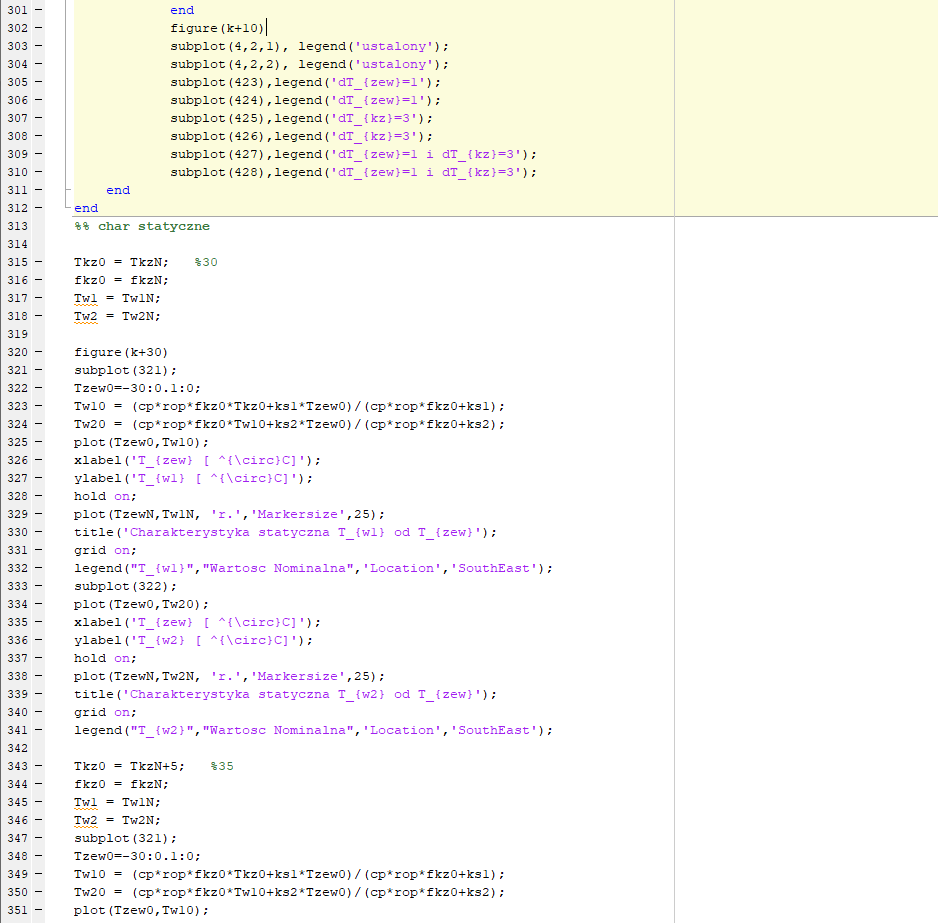 301 –                 end
302 –                 figure(k+10)
303 –                 subplot(4,2,1), legend('ustalony');
304 –                 subplot(4,2,2), legend('ustalony');
305 –                 subplot(423),legend('dT_{zew}=1');
306 –                 subplot(424),legend('dT_{zew}=1');
307 –                 subplot(425),legend('dT_{kz}=3');
308 –                 subplot(426),legend('dT_{kz}=3');
309 –                 subplot(427),legend('dT_{zew}=1 i dT_{kz}=3');
310 –                 subplot(428),legend('dT_{zew}=1 i dT_{kz}=3');
311 –         end
312 –     end
313       %% char statyczne
314
315 –     Tkz0 = TkzN;   %30
316 –     fkz0 = fkzN;
317 –     Tw1 = Tw1N;
318 –     Tw2 = Tw2N;
319
320 –     figure(k+30)
321 –     subplot(321);
322 –     Tzew0=-30:0.1:0;
323 –     Tw10 = (cp*rop*fkz0*Tkz0+ks1*Tzew0)/(cp*rop*fkz0+ks1);
324 –     Tw20 = (cp*rop*fkz0*Tw10+ks2*Tzew0)/(cp*rop*fkz0+ks2);
325 –     plot(Tzew0,Tw10);
326 –     xlabel('T_{zew} [ ^{\circ}C]');
327 –     ylabel('T_{w1} [ ^{\circ}C]');
328 –     hold on;
329 –     plot(TzewN,Tw1N, 'r.','Markersize',25);
330 –     title('Charakterystyka statyczna T_{w1} od T_{zew}');
331 –     grid on;
332 –     legend("T_{w1}","Wartosc Nominalna",'Location','SouthEast');
333 –     subplot(322);
334 –     plot(Tzew0,Tw20);
335 –     xlabel('T_{zew} [ ^{\circ}C]');
336 –     ylabel('T_{w2} [ ^{\circ}C]');
337 –     hold on;
338 –     plot(TzewN,Tw2N, 'r.','Markersize',25);
339 –     title('Charakterystyka statyczna T_{w2} od T_{zew}');
340 –     grid on;
341 –     legend("T_{w2}","Wartosc Nominalna",'Location','SouthEast');
342
343 –     Tkz0 = TkzN+5;   %35
344 –     fkz0 = fkzN;
345 –     Tw1 = Tw1N;
346 –     Tw2 = Tw2N;
347 –     subplot(321);
348 –     Tzew0=-30:0.1:0;
349 –     Tw10 = (cp*rop*fkz0*Tkz0+ks1*Tzew0)/(cp*rop*fkz0+ks1);
350 –     Tw20 = (cp*rop*fkz0*Tw10+ks2*Tzew0)/(cp*rop*fkz0+ks2);
351 –     plot(Tzew0,Tw10);